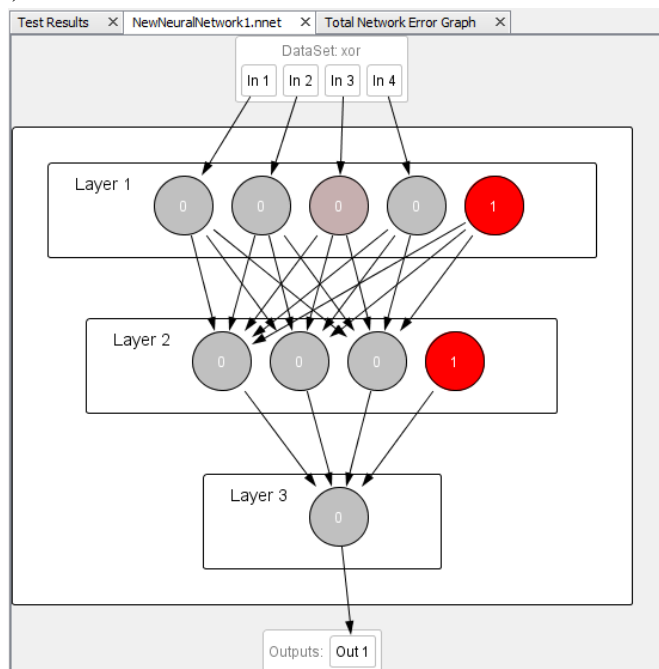 Test Results × NewNeuralNetwork1.nnet × Total Network Error Graph ×
DataSet: xor
In 1 In 2 In 3 In 4
Layer 1
0 0 0 0 1
Layer 2
0 0 0 1
Layer 3
0
Outputs: Out 1